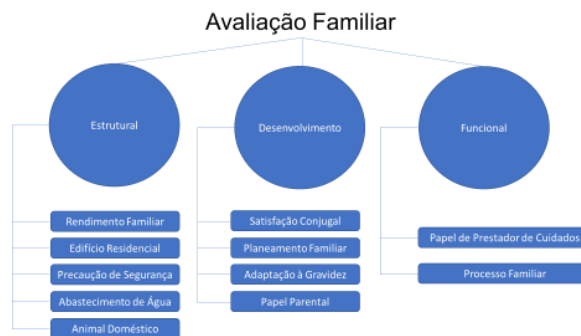 Avaliação Familiar
Estrutural
Desenvolvimento
Funcional
Rendimento Familiar
Edifício Residencial
Precaução de Segurança
Abastecimento de Água
Animal Doméstico
Satisfação Conjugal
Planeamento Familiar
Adaptação à Gravidez
Papel Parental
Papel de Prestador de Cuidados
Processo Familiar